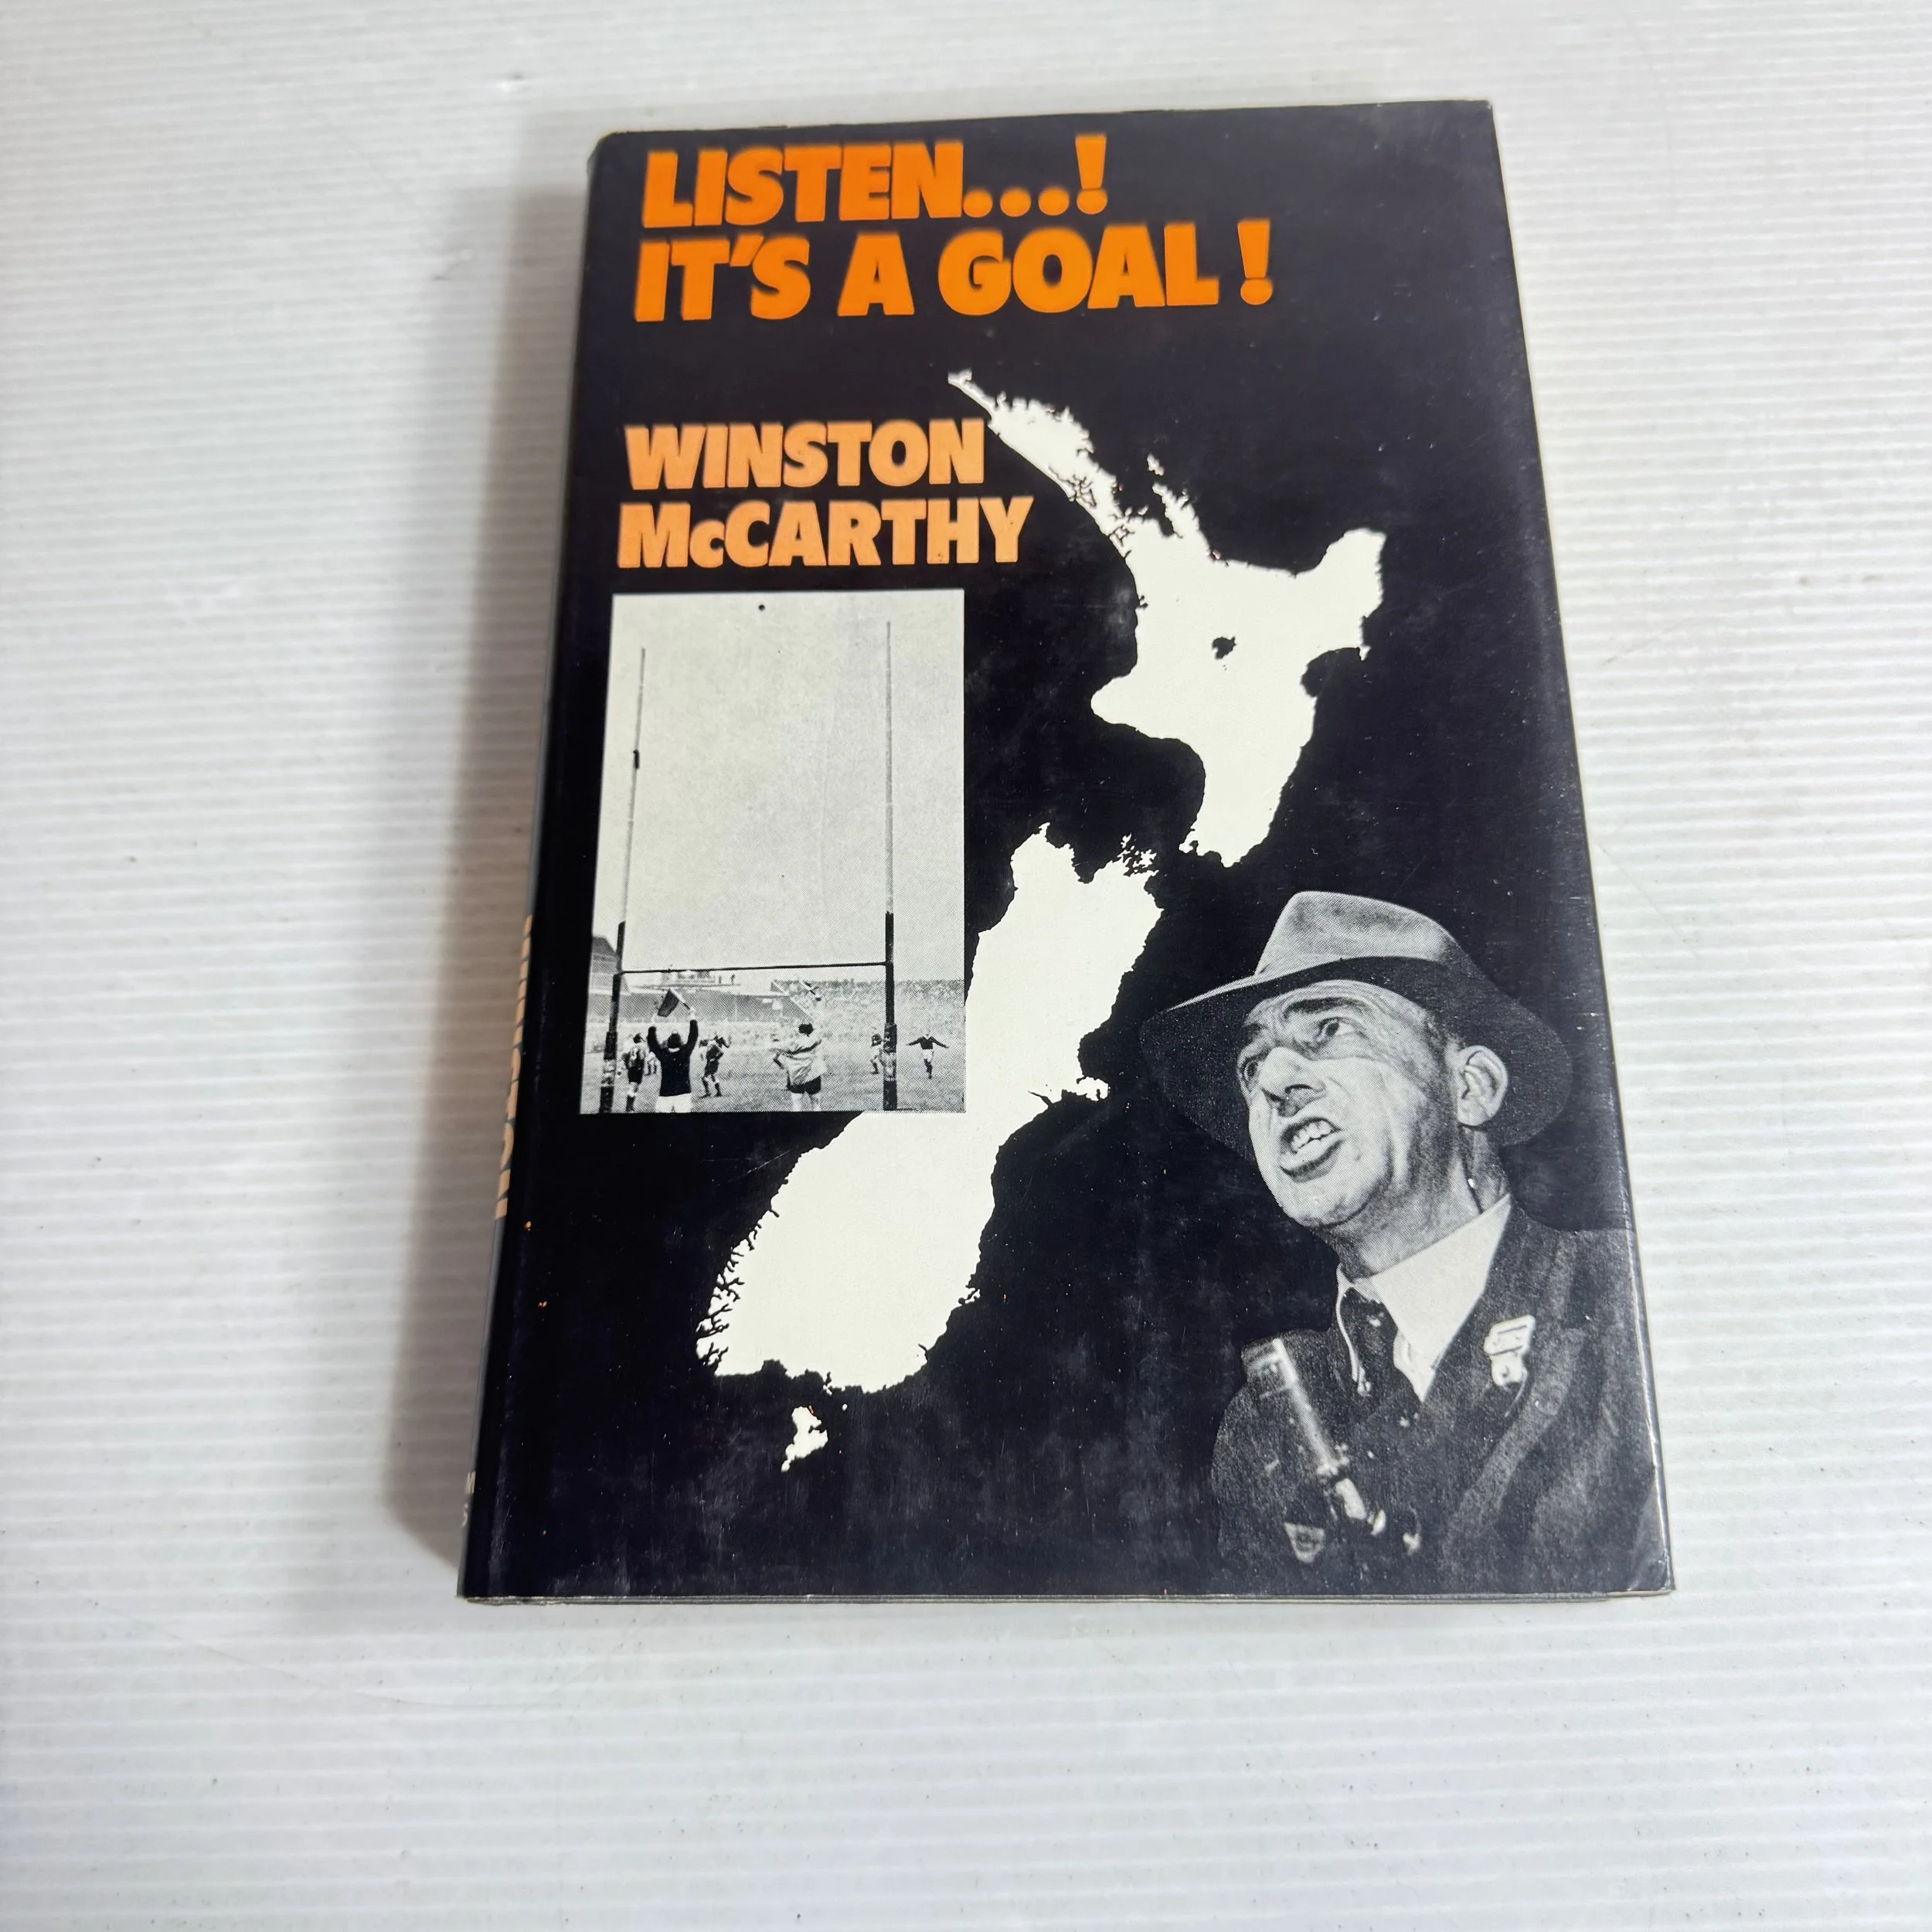 LISTEN...!
IT'S A GOAL!
WINSTON
McCARTHY